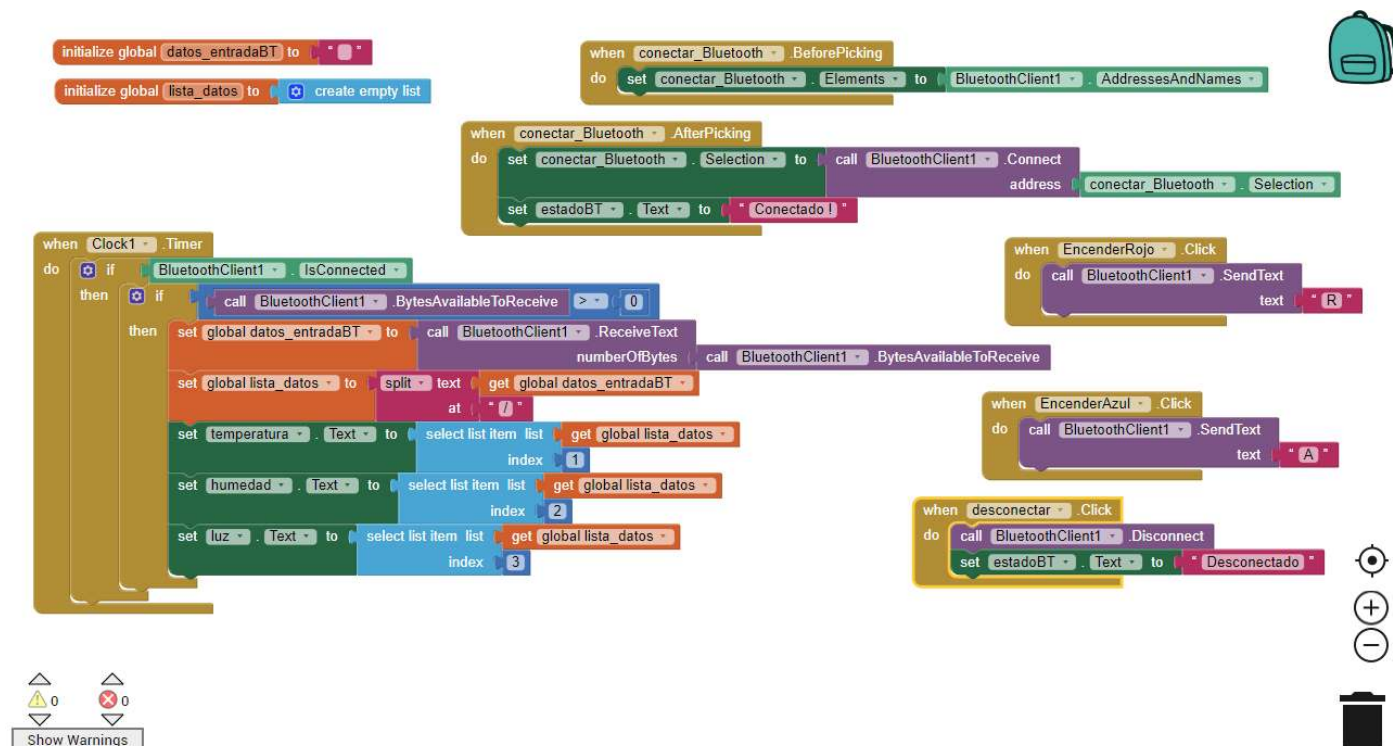 initialize global datos_entradaBT to " "
initialize global lista_datos to create empty list
when conectar_Bluetooth .BeforePicking
do set conectar_Bluetooth . Elements to BluetoothClient1 . AddressesAndNames
when conectar_Bluetooth .AfterPicking
do set conectar_Bluetooth . Selection to call BluetoothClient1 .Connect
address conectar_Bluetooth . Selection
set estadoBT . Text to " Conectado ! "
when Clock1 .Timer
do if BluetoothClient1 . IsConnected
then if call BluetoothClient1 .BytesAvailableToReceive > 0
then set global datos_entradaBT to call BluetoothClient1 .ReceiveText
numberOfBytes call BluetoothClient1 .BytesAvailableToReceive
set global lista_datos to split text get global datos_entradaBT
at " / "
set temperatura . Text to select list item list get global lista_datos
index 1
set humedad . Text to select list item list get global lista_datos
index 2
set luz . Text to select list item list get global lista_datos
index 3
when EncenderRojo .Click
do call BluetoothClient1 .SendText
text " R "
when EncenderAzul .Click
do call BluetoothClient1 .SendText
text " A "
when desconectar .Click
do call BluetoothClient1 .Disconnect
set estadoBT . Text to " Desconectado "
0 0
Show Warnings